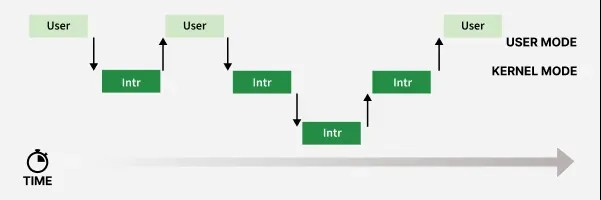 User
User
User
USER MODE
Intr
Intr
Intr
KERNEL MODE
Intr
TIME